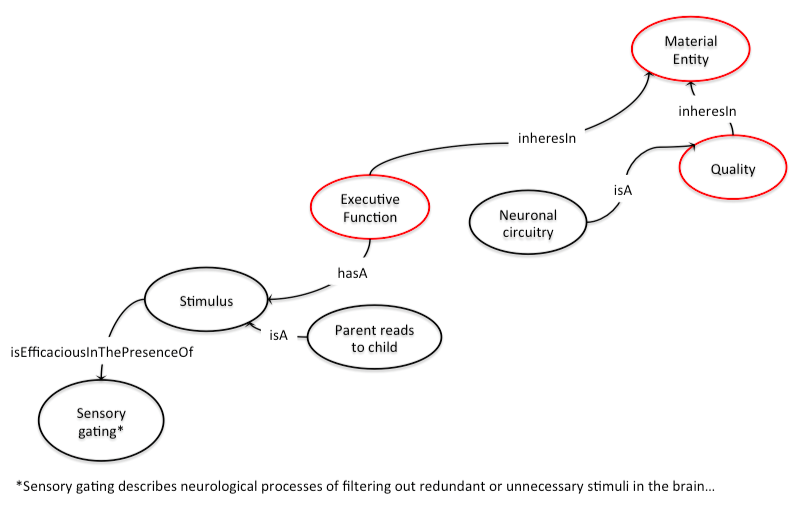 Material
Entity
inheresIn
inheresIn
Quality
isA
Executive
Function
Neuronal
circuitry
hasA
Stimulus
isA
Parent reads
to child
isEfficaciousInThePresenceOf
Sensory
gating*
*Sensory gating describes neurological processes of filtering out redundant or unnecessary stimuli in the brain…